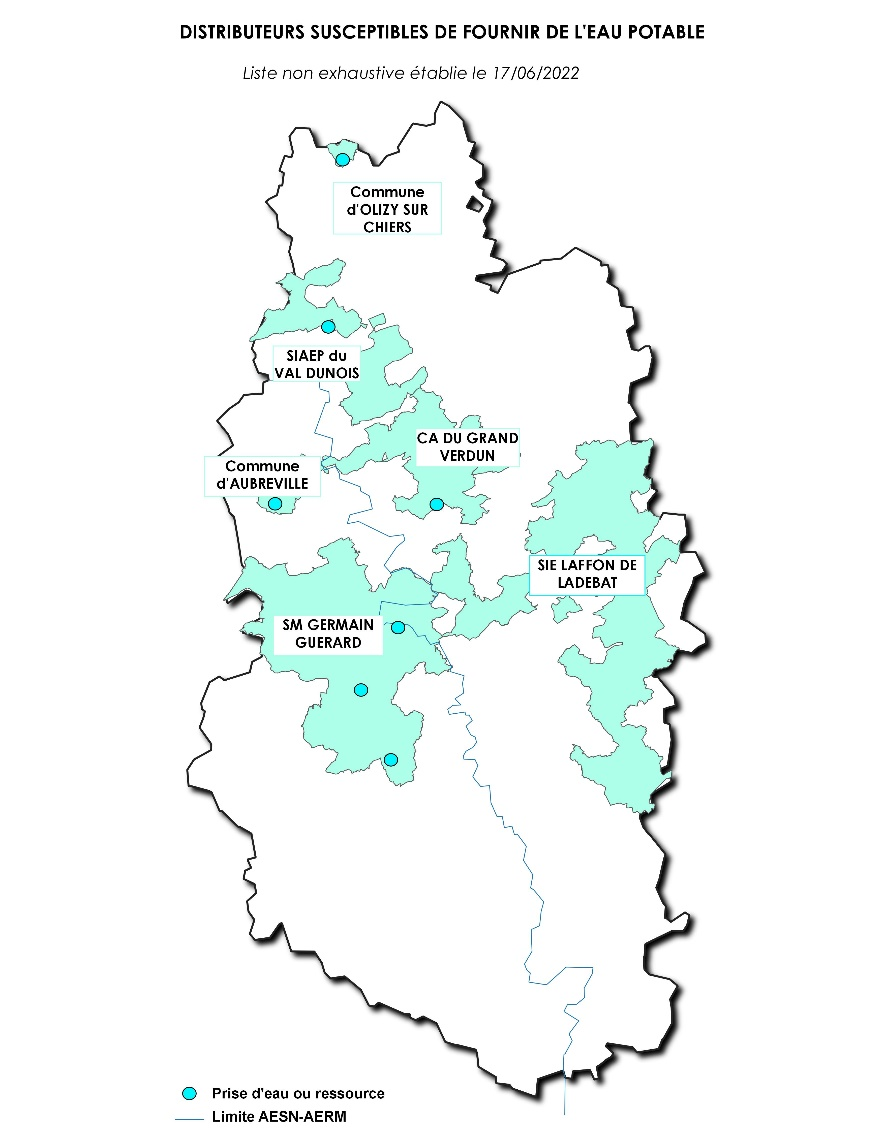 DISTRIBUTEURS SUSCEPTIBLES DE FOURNIR DE L'EAU POTABLE
Liste non exhaustive établie le 17/06/2022
Commune
d'OLIZY SUR
CHIERS
SIAEP du
VAL DUNOIS
CA DU GRAND
VERDUN
Commune
d'AUBREVILLE
SIE LAFFON DE
LADEBAT
SM GERMAIN
GUERARD
Prise d'eau ou ressource
Limite AESN-AERM